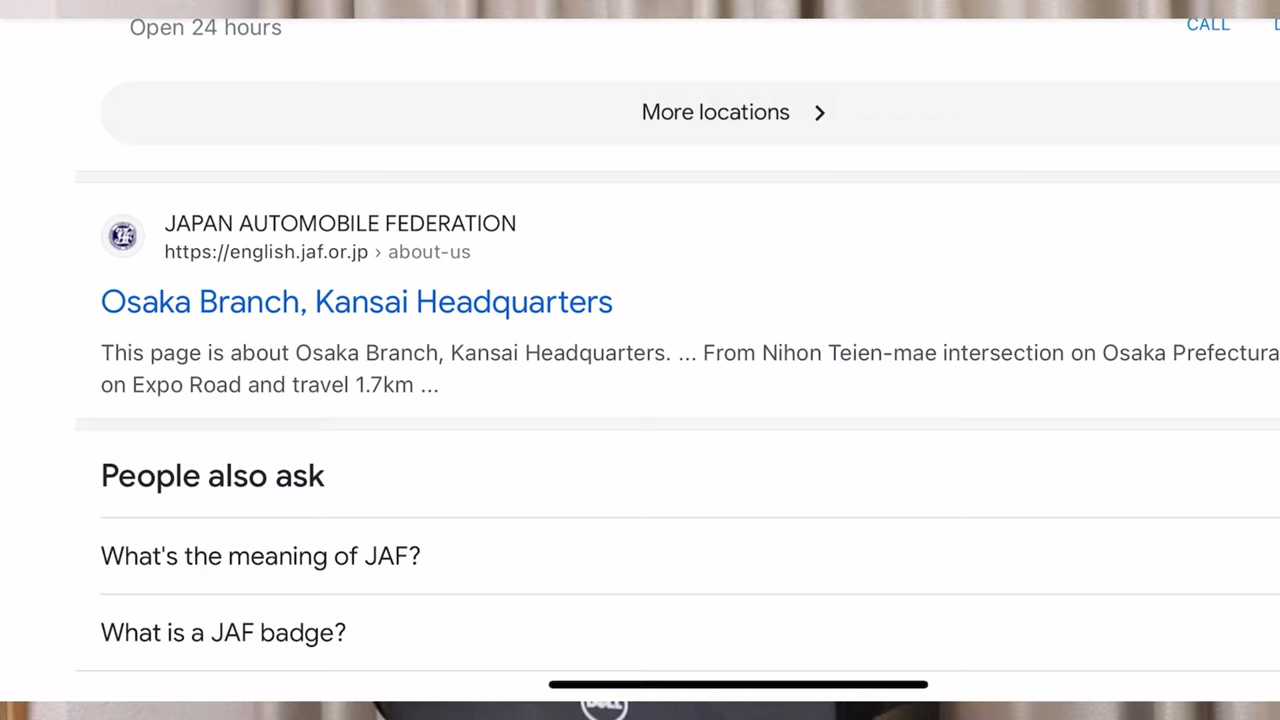 Open 24 hours
CALL
More locations
JAPAN AUTOMOBILE FEDERATION
https://english.jaf.or.jp › about-us
Osaka Branch, Kansai Headquarters
This page is about Osaka Branch, Kansai Headquarters. ... From Nihon Teien-mae intersection on Osaka Prefectura
on Expo Road and travel 1.7km ...
People also ask
What's the meaning of JAF?
What is a JAF badge?
DELL